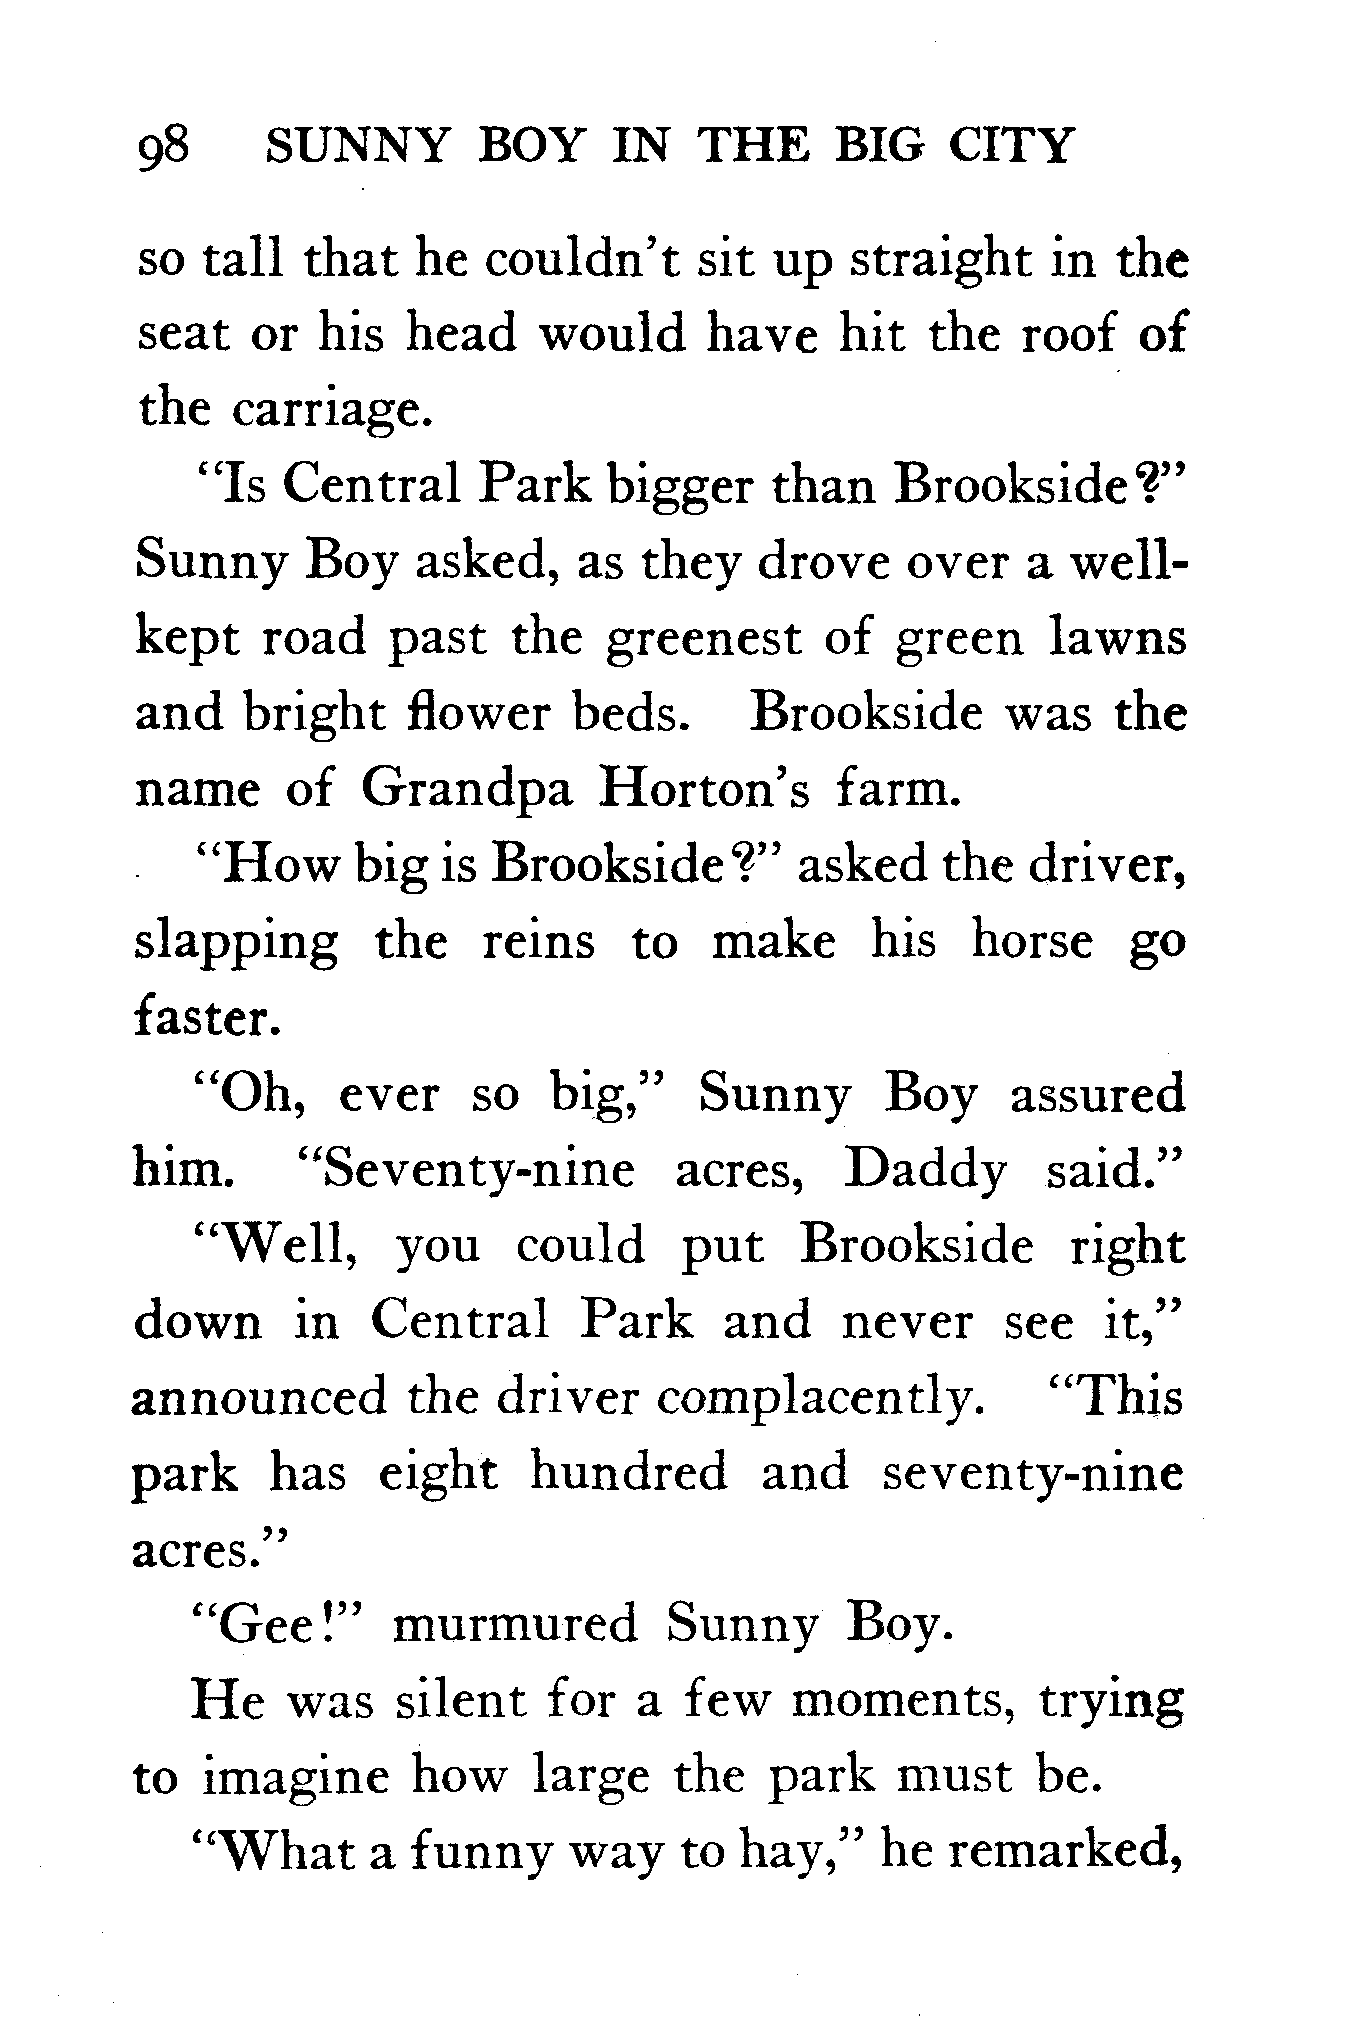 98 SUNNY BOY IN THE BIG CITY
so tall that he couldn't sit up straight in the
seat or his head would have hit the roof of
the carriage.
"Is Central Park bigger than Brookside?"
Sunny Boy asked, as they drove over a well-
kept road past the greenest of green lawns
and bright flower beds. Brookside was the
name of Grandpa Horton's farm.
"How big is Brookside?" asked the driver,
slapping the reins to make his horse go
faster.
"Oh, ever so big," Sunny Boy assured
him. "Seventy-nine acres, Daddy said."
"Well, you could put Brookside right
down in Central Park and never see it,"
announced the driver complacently. "This
park has eight hundred and seventy-nine
acres."
"Gee!" murmured Sunny Boy.
He was silent for a few moments, trying
to imagine how large the park must be.
"What a funny way to hay," he remarked,